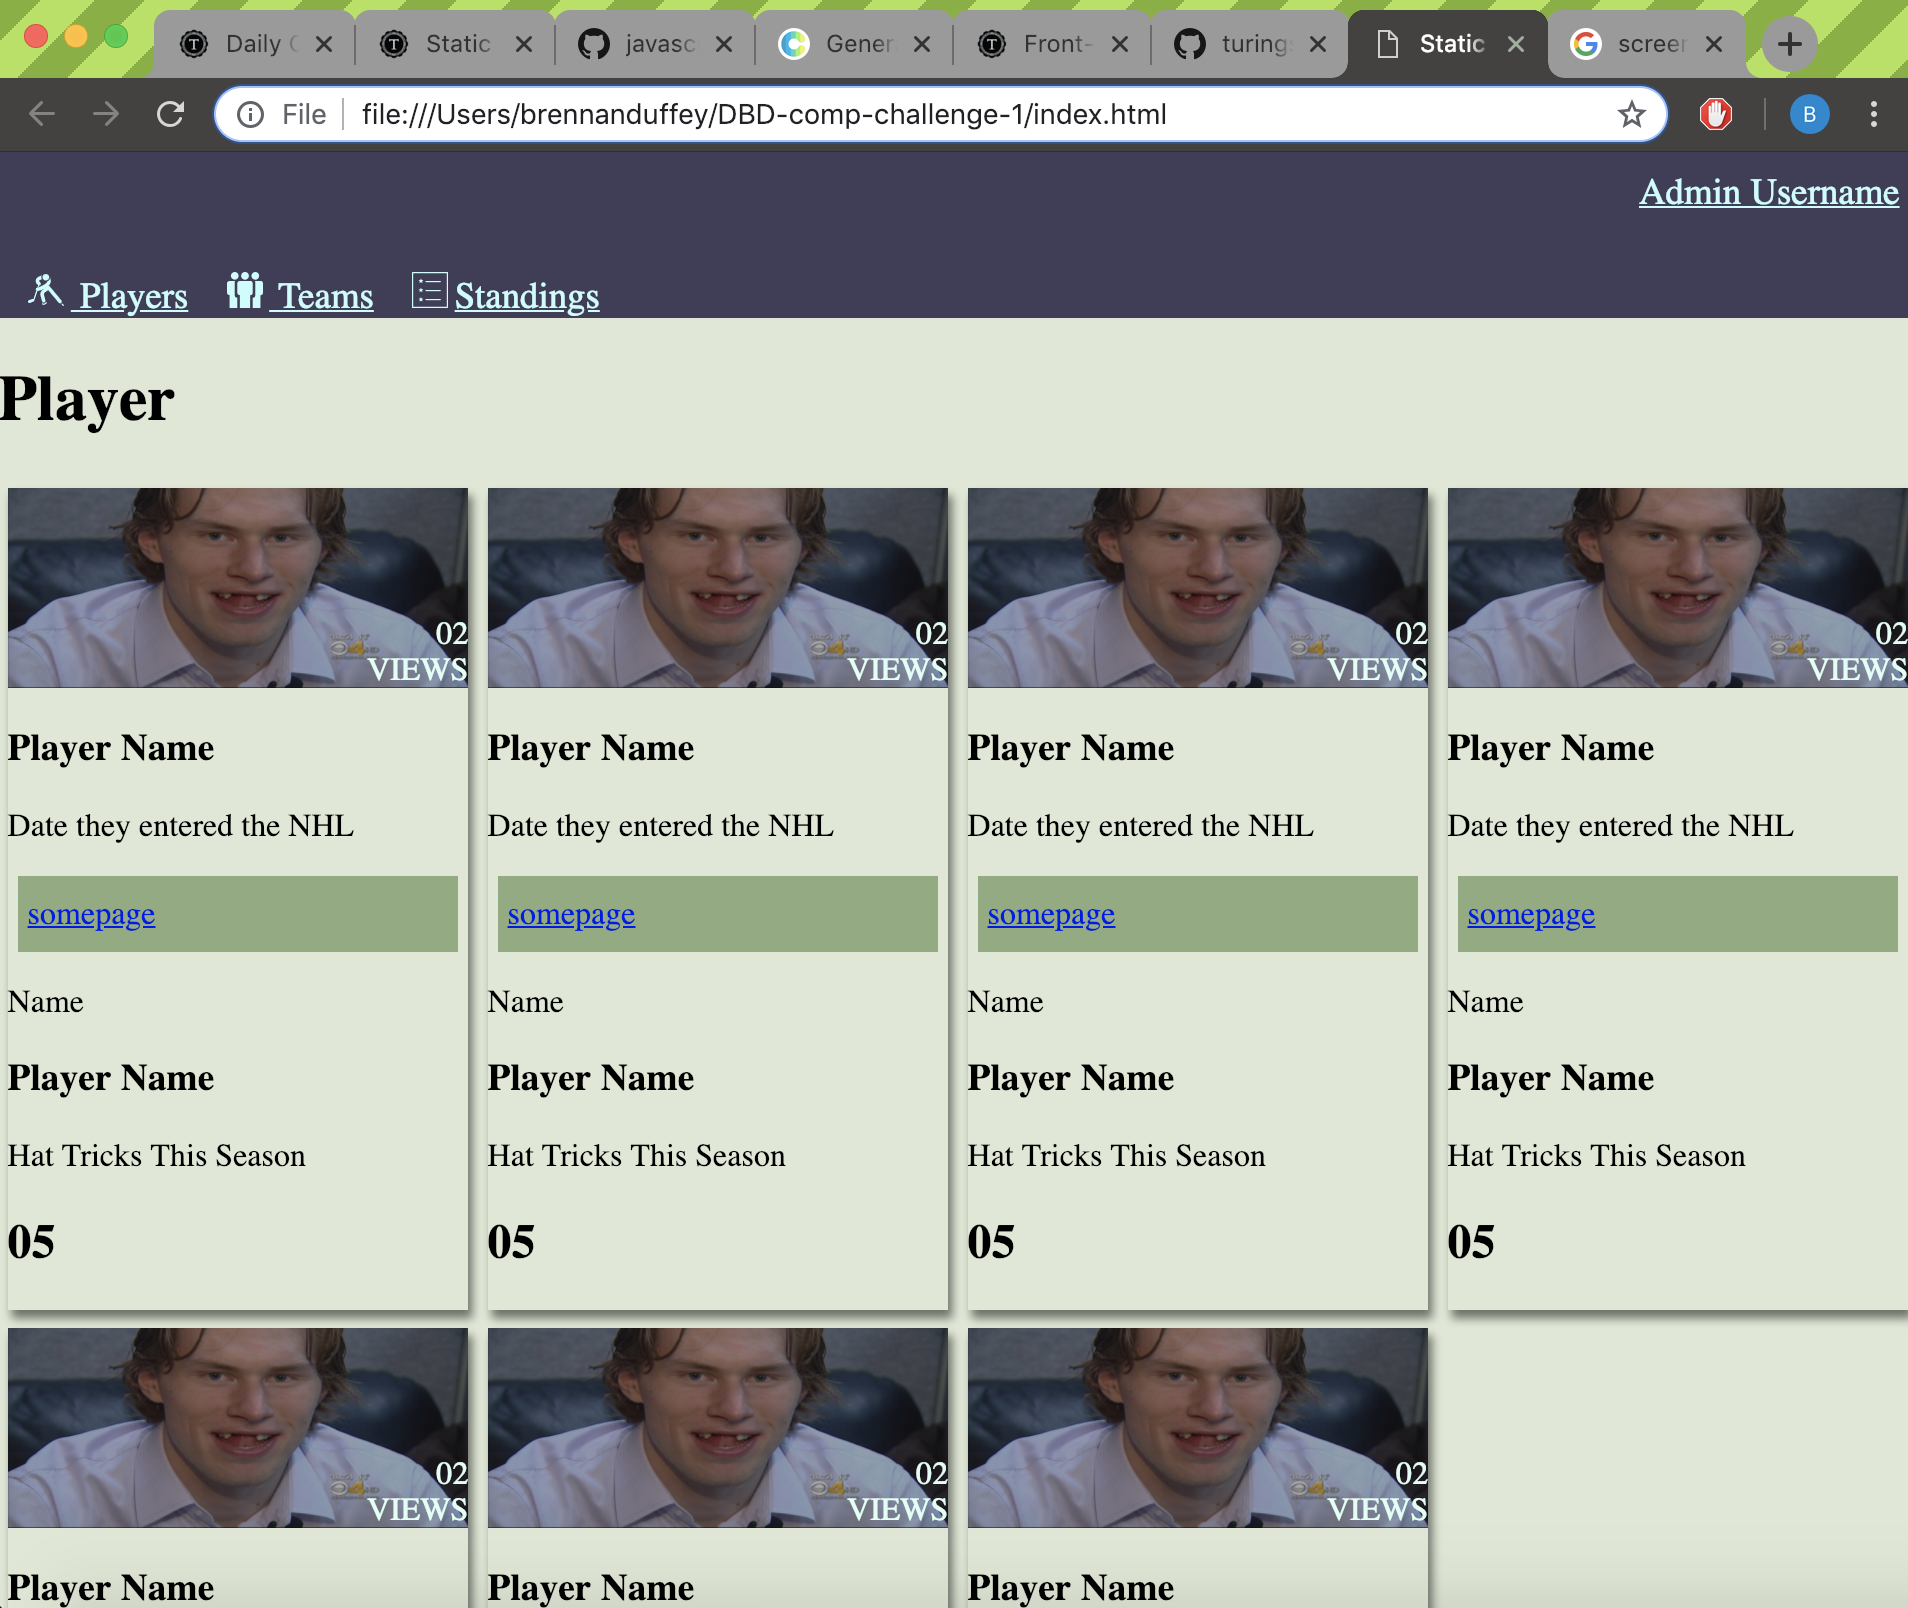 Daily
Static
javasc
Gener
Front-
turing
Static
screer
File
file:///Users/brennanduffey/DBD-comp-challenge-1/index.html
B
Admin Username
Players Teams Standings
Player
02 02 02 02
VIEWS VIEWS VIEWS VIEWS
Player Name Player Name Player Name Player Name
Date they entered the NHL Date they entered the NHL Date they entered the NHL Date they entered the NHL
somepage somepage somepage somepage
Name Name Name Name
Player Name Player Name Player Name Player Name
Hat Tricks This Season Hat Tricks This Season Hat Tricks This Season Hat Tricks This Season
05 05 05 05
02 02 02
VIEWS VIEWS VIEWS
Player Name Player Name Player Name